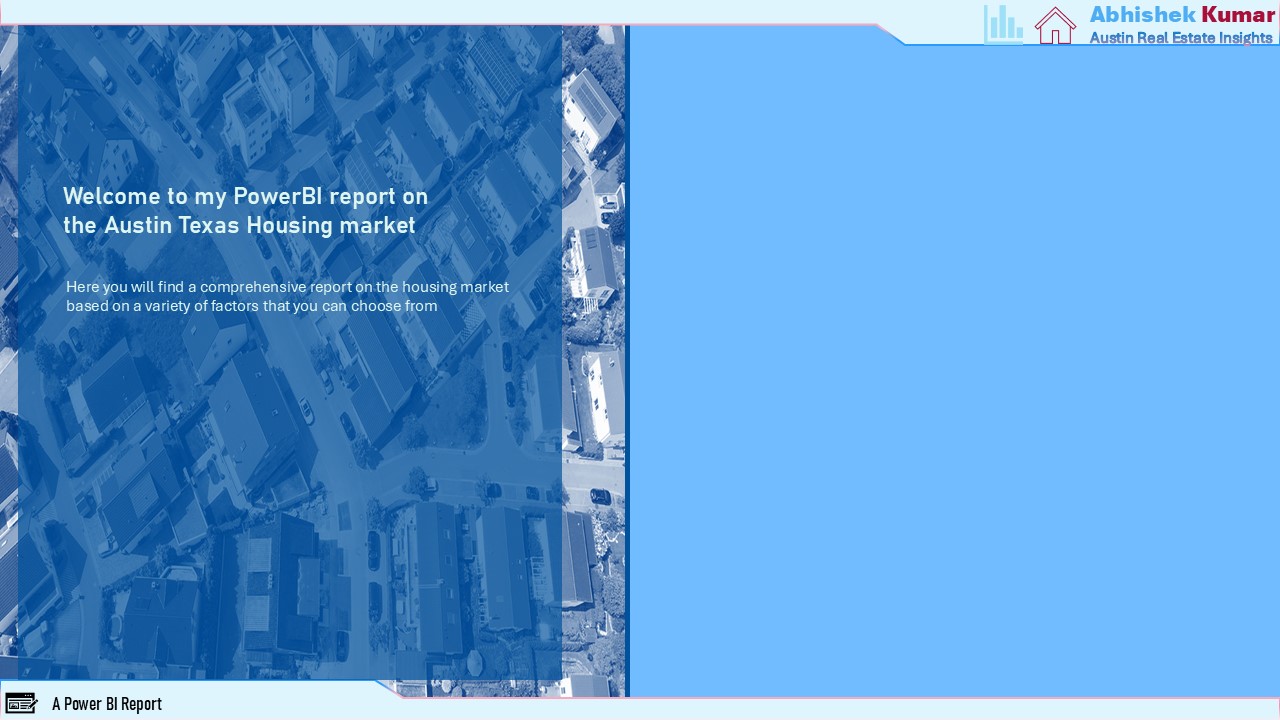 Abhishek Kumar
Austin Real Estate Insights
Welcome to my PowerBI report on
the Austin Texas Housing market
Here you will find a comprehensive report on the housing market
based on a variety of factors that you can choose from
A Power BI Report